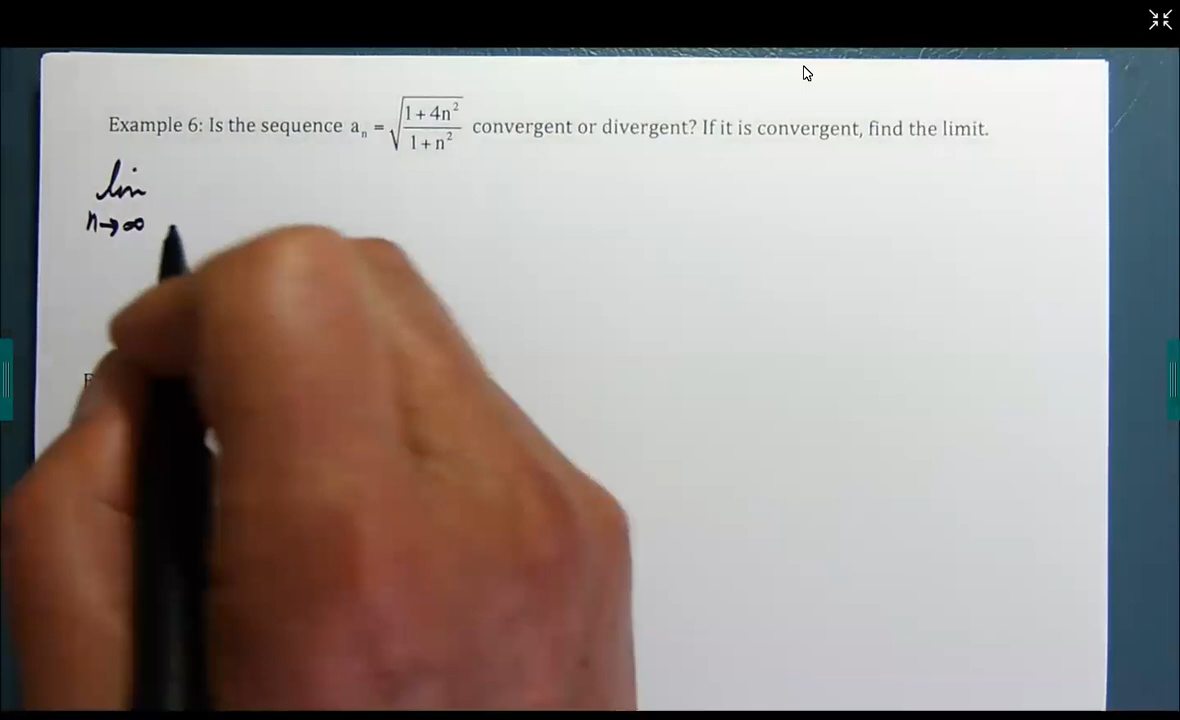 Example 6: Is the sequence aₙ = √((1 + 4n²)/(1 + n²)) convergent or divergent? If it is convergent, find the limit.
lim
n→∞